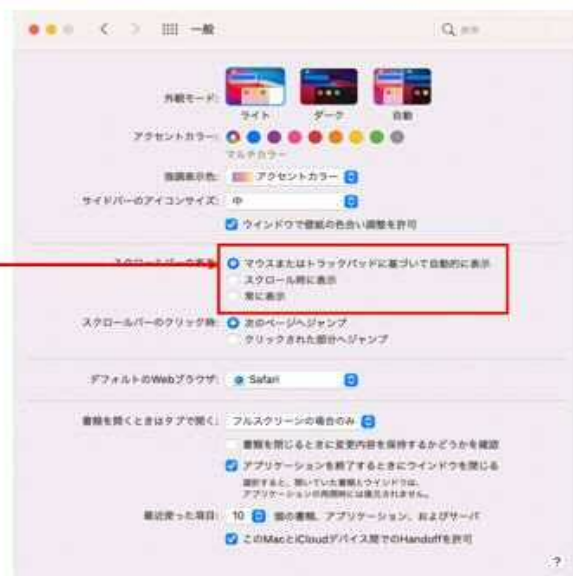 一般
検索
外観モード:
ライト ダーク 自動
アクセントカラー:
マルチカラー
強調表示色: アクセントカラー
サイドバーのアイコンサイズ: 中
ウインドウで壁紙の色合い調整を許可
スクロールバーの表示: マウスまたはトラックパッドに基づいて自動的に表示
スクロール時に表示
常に表示
スクロールバーのクリック時: 次のページへジャンプ
クリックされた部分へジャンプ
デフォルトのWebブラウザ: Safari
書類を開くときはタブで開く: フルスクリーンの場合のみ
書類を閉じるときに変更内容を保持するかどうかを確認
アプリケーションを終了するときにウインドウを閉じる
選択すると、開いていた書類とウインドウは、
アプリケーションの再開時には復元されません。
最近使った項目: 10 個の書類、アプリケーション、およびサーバ
このMacとiCloudデバイス間でのHandoffを許可
?